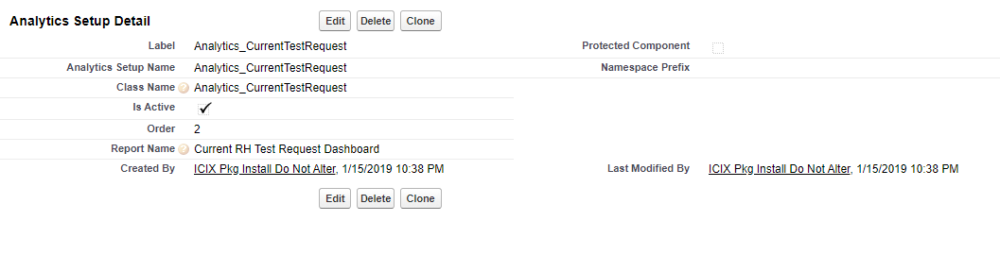 Analytics Setup Detail Edit Delete Clone
Label Analytics_CurrentTestRequest Protected Component
Analytics Setup Name Analytics_CurrentTestRequest Namespace Prefix
Class Name ? Analytics_CurrentTestRequest
Is Active
Order 2
Report Name ? Current RH Test Request Dashboard
Created By ICIX Pkg Install Do Not Alter, 1/15/2019 10:38 PM Last Modified By ICIX Pkg Install Do Not Alter, 1/15/2019 10:38 PM
Edit Delete Clone